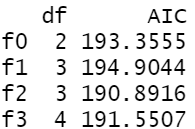 df AIC
f0 2 193.3555
f1 3 194.9044
f2 3 190.8916
f3 4 191.5507